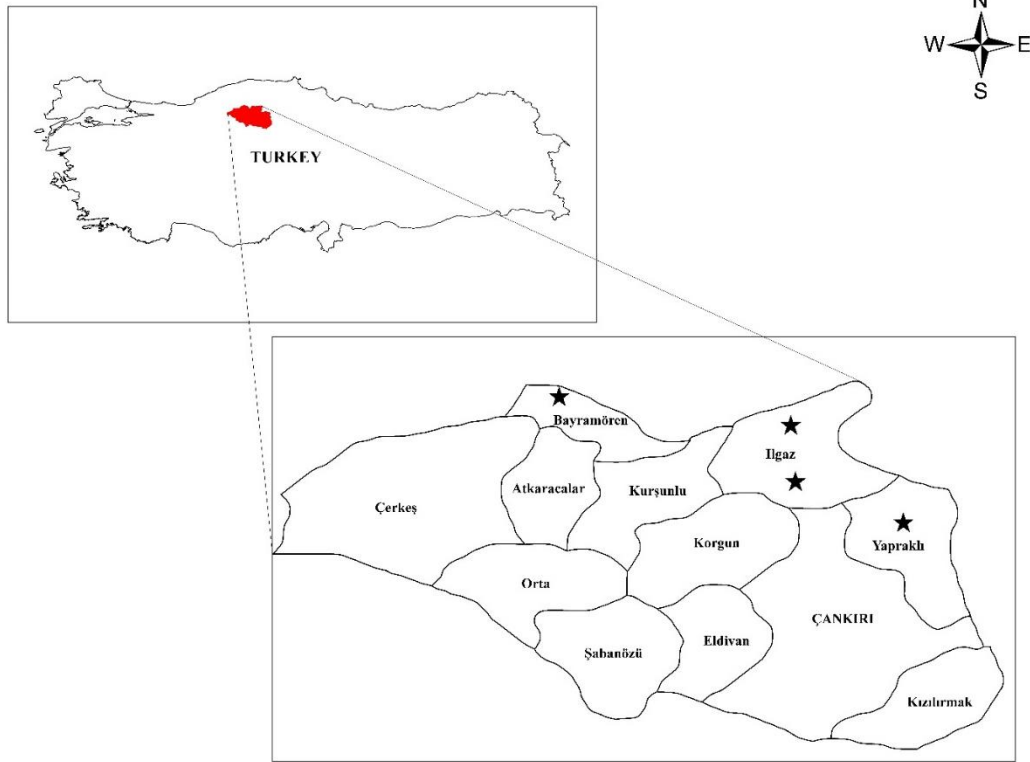 N
W E
S
TURKEY
Bayramören
Ilgaz
Atkaracalar
Kurşunlu
Çerkeş
Korgun
Yapraklı
Orta
ÇANKIRI
Eldivan
Şabanözü
Kızılırmak